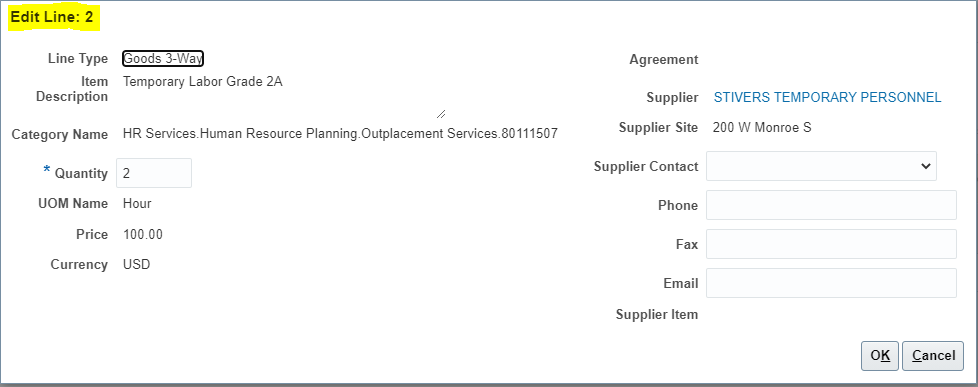 Edit Line: 2
Line Type Goods 3-Way
Item Description Temporary Labor Grade 2A
Category Name HR Services.Human Resource Planning.Outplacement Services.80111507
* Quantity 2
UOM Name Hour
Price 100.00
Currency USD
Agreement
Supplier STIVERS TEMPORARY PERSONNEL
Supplier Site 200 W Monroe S
Supplier Contact
Phone
Fax
Email
Supplier Item
OK Cancel